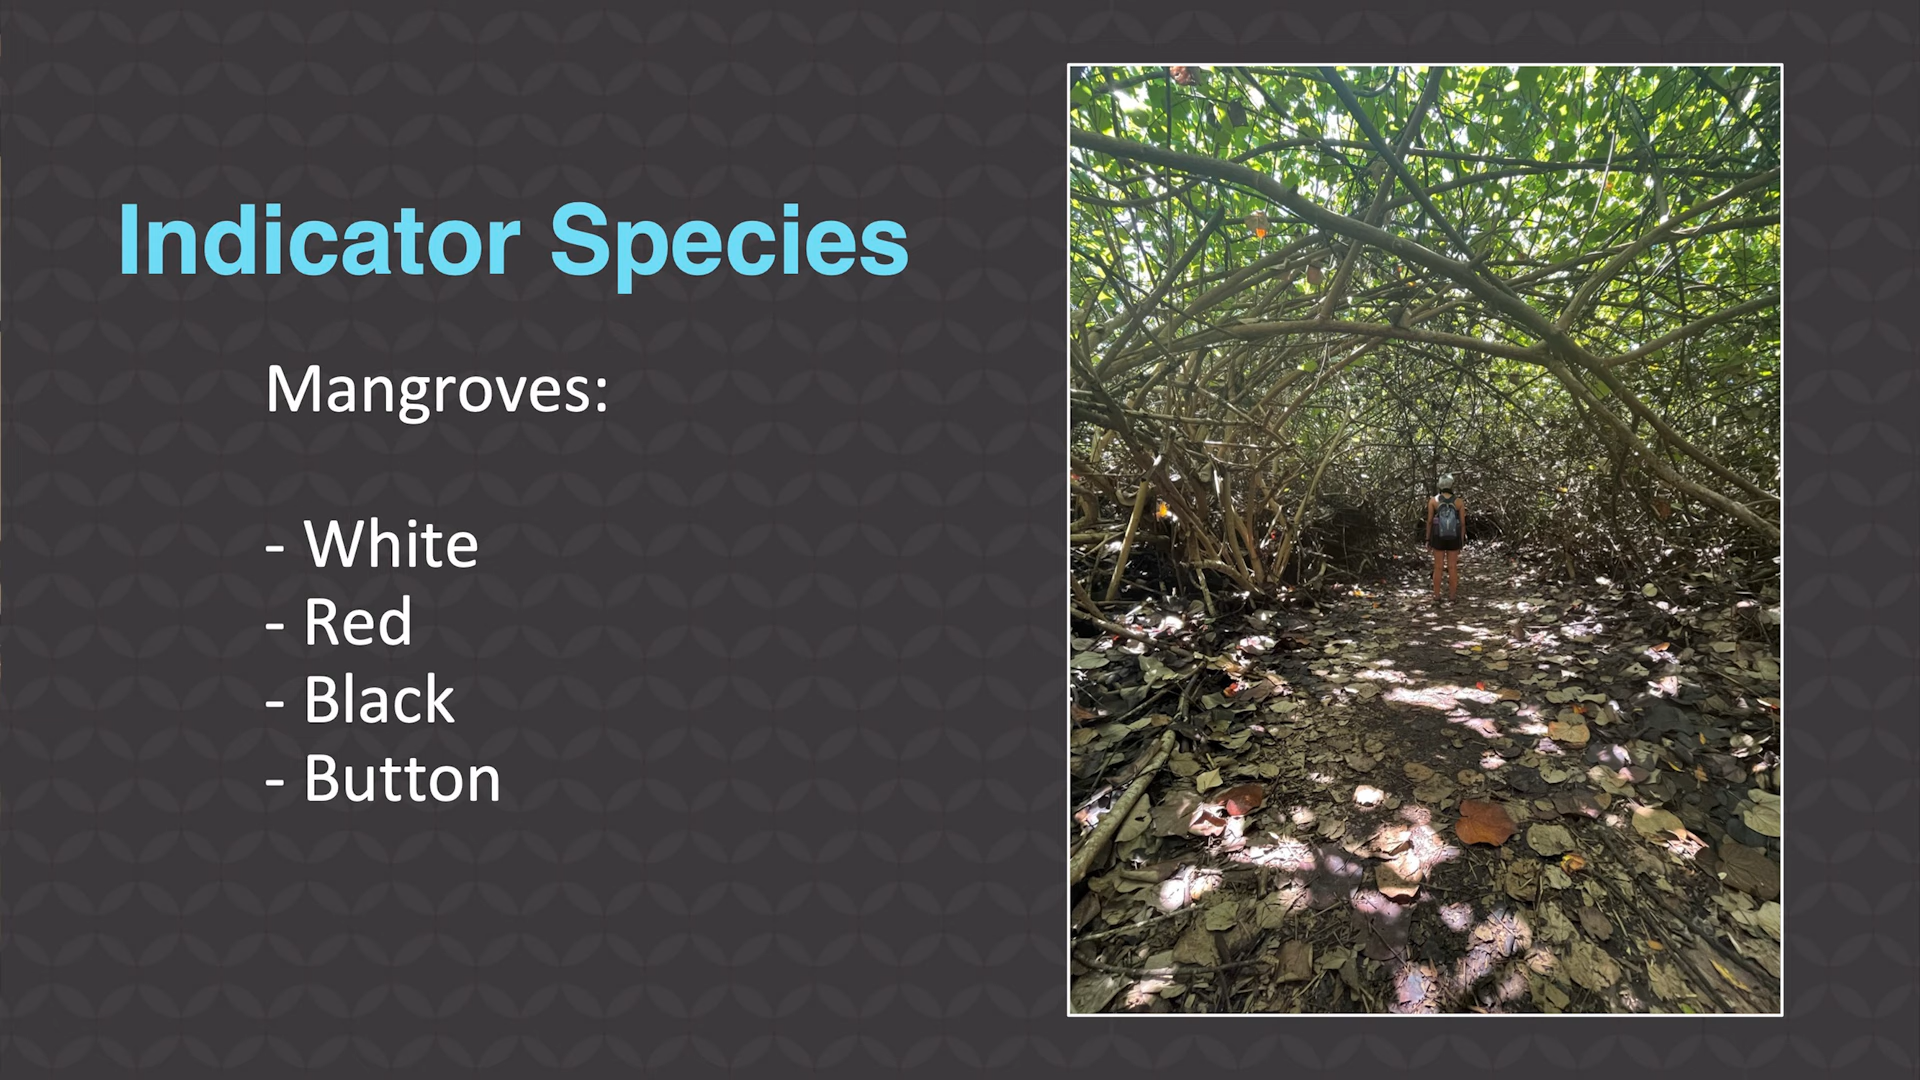 Indicator Species
Mangroves:
- White
- Red
- Black
- Button